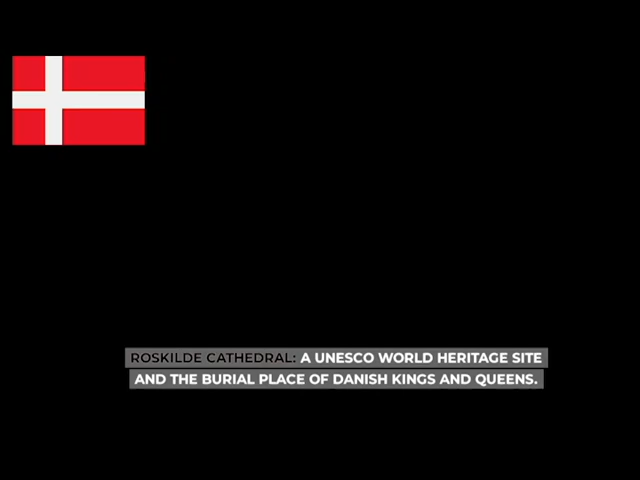 ROSKILDE CATHEDRAL: A UNESCO WORLD HERITAGE SITE
AND THE BURIAL PLACE OF DANISH KINGS AND QUEENS.